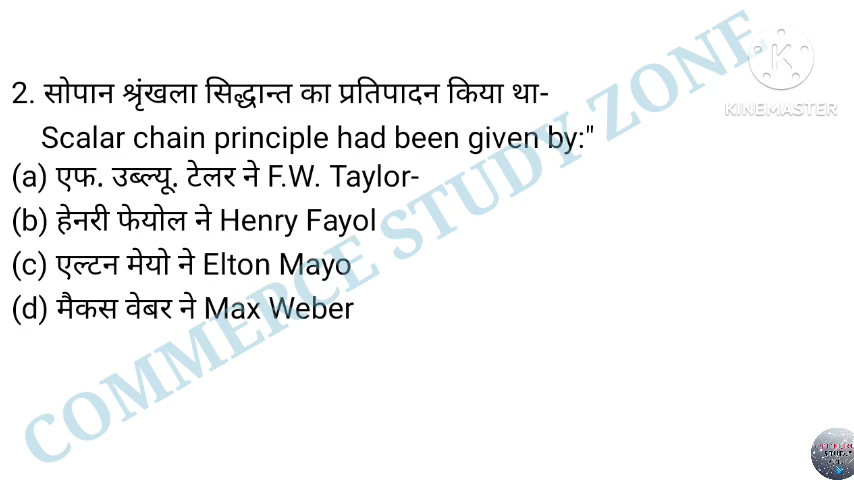 2. सोपान श्रृंखला सिद्धान्त का प्रतिपादन किया था-
Scalar chain principle had been given by:"
(a) एफ. उब्ल्यू. टेलर ने F.W. Taylor-
(b) हेनरी फेयोल ने Henry Fayol
(c) एल्टन मेयो ने Elton Mayo
(d) मैकस वेबर ने Max Weber
COMMERCE STUDY ZONE
K
KINEMASTER